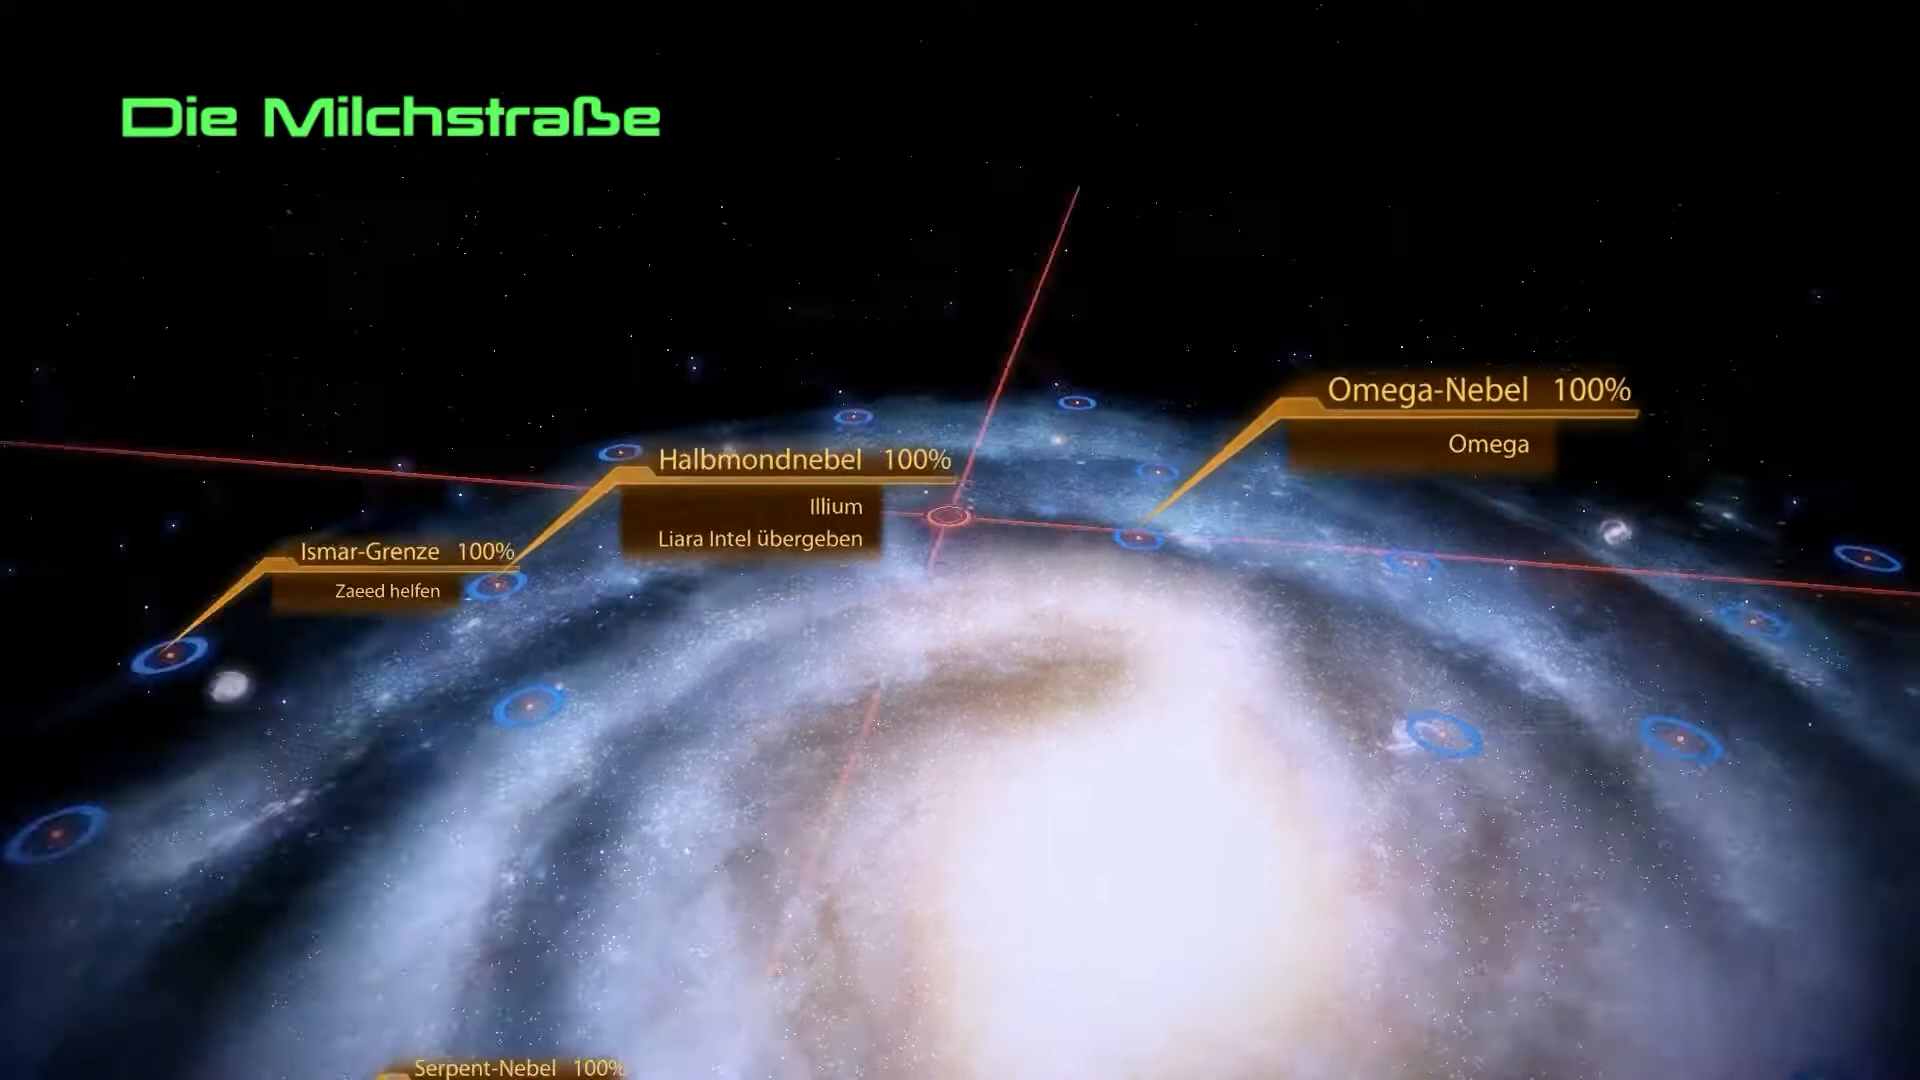 Die Milchstraße
Omega-Nebel 100%
Omega
Halbmondnebel 100%
Illium
Liara Intel übergeben
Ismar-Grenze 100%
Zaeed helfen
Serpent-Nebel 100%